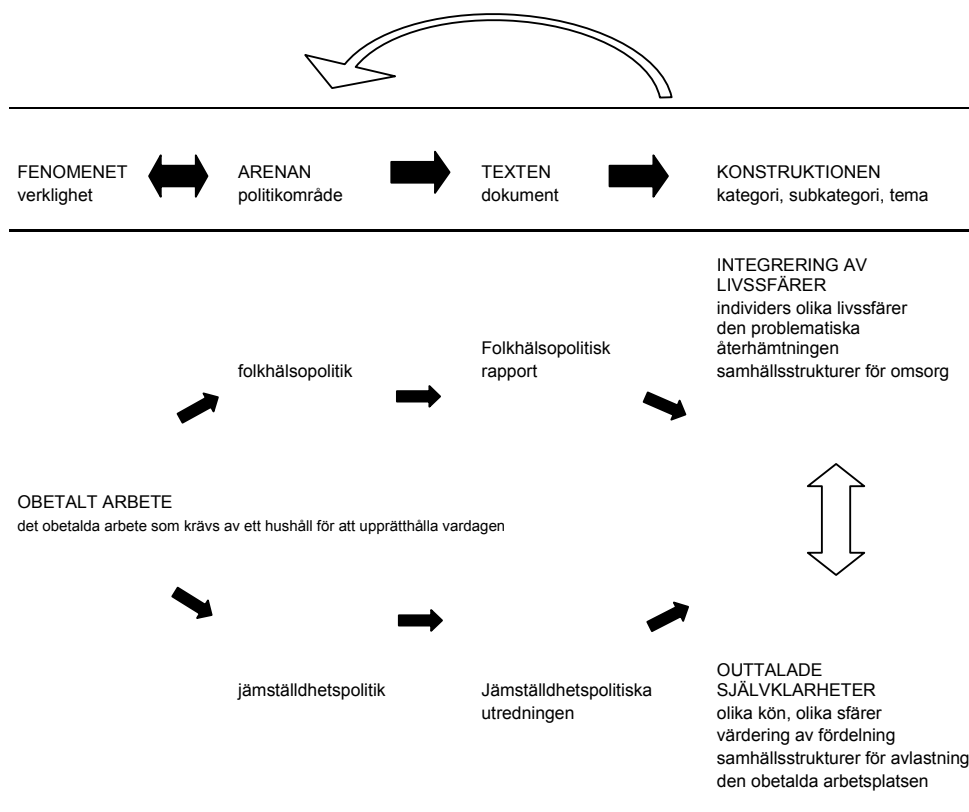 FENOMENET
verklighet
ARENAN
politikområde
TEXTEN
dokument
KONSTRUKTIONEN
kategori, subkategori, tema
INTEGRERING AV
LIVSSFÄRER
individers olika livssfärer
den problematiska
återhämtningen
samhällsstrukturer för omsorg
folkhälsopolitik
Folkhälsopolitisk
rapport
OBETALT ARBETE
det obetalda arbete som krävs av ett hushåll för att upprätthålla vardagen
jämställdhetspolitik
Jämställdhetspolitiska
utredningen
OUTTALADE
SJÄLVKLARHETER
olika kön, olika sfärer
värdering av fördelning
samhällsstrukturer för avlastning
den obetalda arbetsplatsen